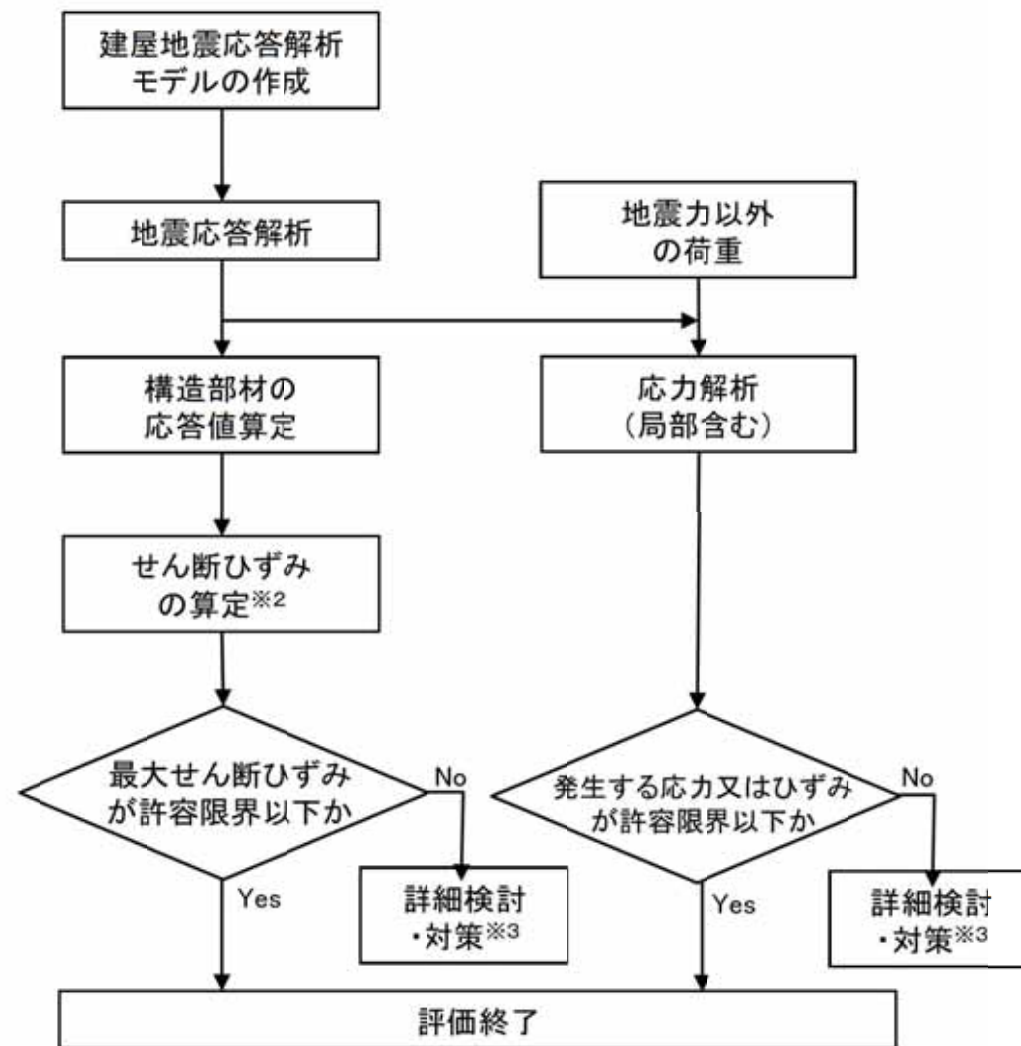 建屋地震応答解析
モデルの作成
地震応答解析
地震力以外
の荷重
構造部材の
応答値算定
応力解析
（局部含む）
せん断ひずみ
の算定※2
最大せん断ひずみ
が許容限界以下か
No
発生する応力又はひずみ
が許容限界以下か
No
Yes
詳細検討
・対策※3
Yes
詳細検討
・対策※3
評価終了